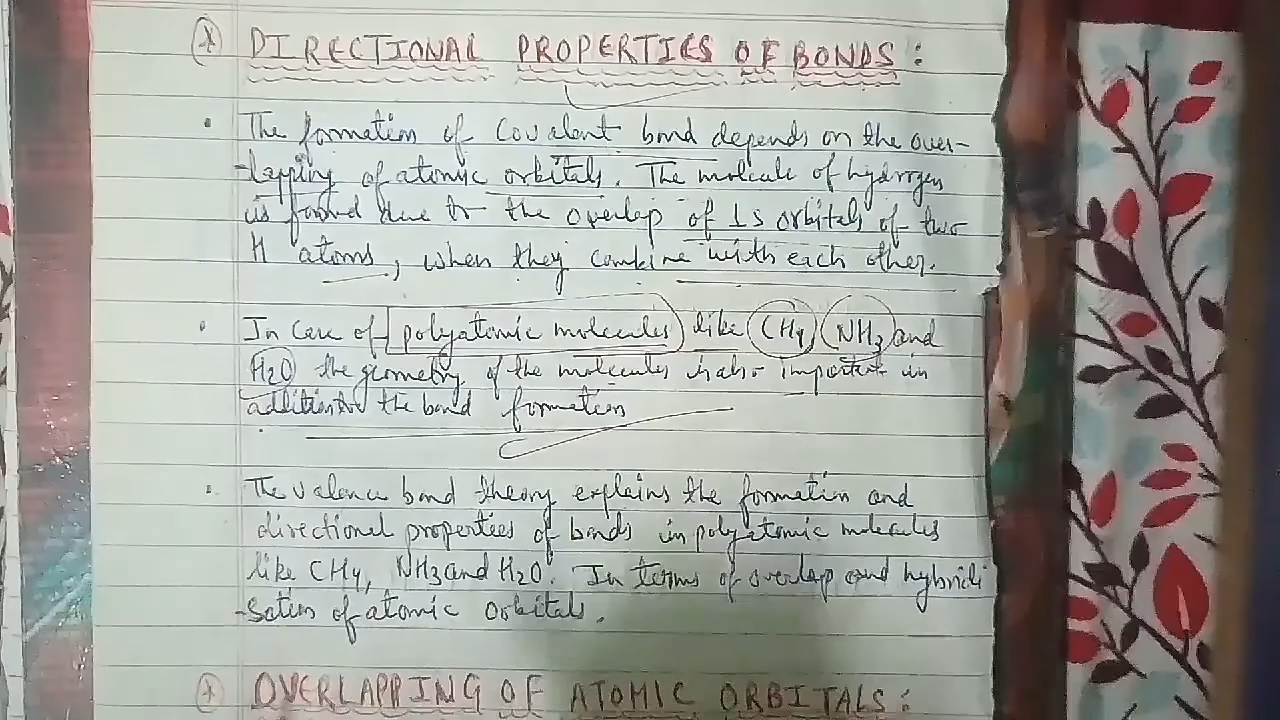 * DIRECTIONAL PROPERTIES OF BONDS :
• The formation of Covalent bond depends on the over-
-lapping of atomic orbitals. The molecule of hydrogen
is formed due to the overlap of 1s orbitals of two
H atoms, when they combine with each other.
• In case of polyatomic molecules like CH4, NH3 and
H2O the geometry of the molecules is also important in
addition to the bond formation
• The valence bond theory explains the formation and
directional properties of bonds in polyatomic molecules
like CH4, NH3 and H2O. In terms of overlap and hybridi
-sation of atomic orbitals.
* OVERLAPPING OF ATOMIC ORBITALS :